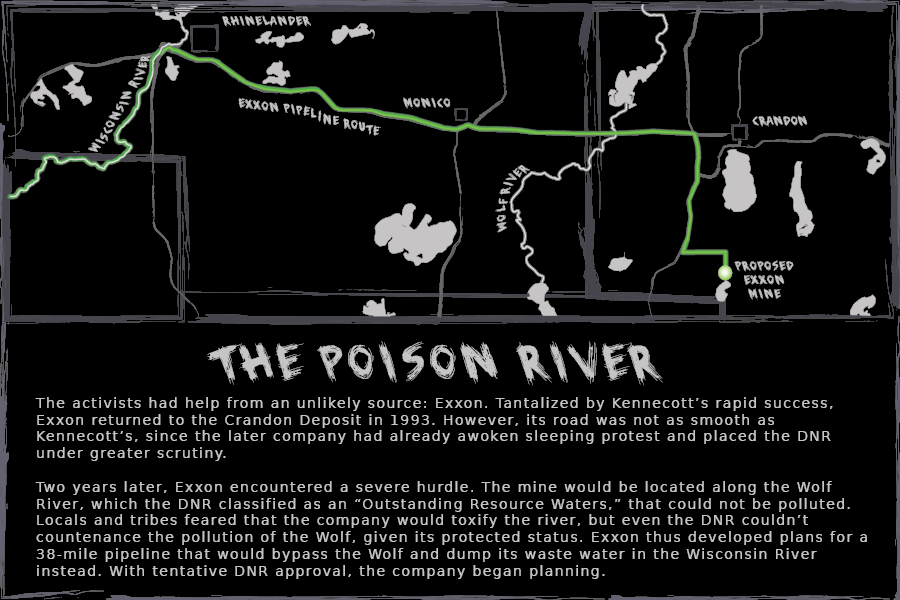 RHINELANDER
WISCONSIN RIVER
EXXON PIPELINE ROUTE
MONICO
CRANDON
WOLF RIVER
PROPOSED
EXXON
MINE
THE POISON RIVER
The activists had help from an unlikely source: Exxon. Tantalized by Kennecott’s rapid success,
Exxon returned to the Crandon Deposit in 1993. However, its road was not as smooth as
Kennecott’s, since the later company had already awoken sleeping protest and placed the DNR
under greater scrutiny.
Two years later, Exxon encountered a severe hurdle. The mine would be located along the Wolf
River, which the DNR classified as an “Outstanding Resource Waters,” that could not be polluted.
Locals and tribes feared that the company would toxify the river, but even the DNR couldn’t
countenance the pollution of the Wolf, given its protected status. Exxon thus developed plans for a
38-mile pipeline that would bypass the Wolf and dump its waste water in the Wisconsin River
instead. With tentative DNR approval, the company began planning.